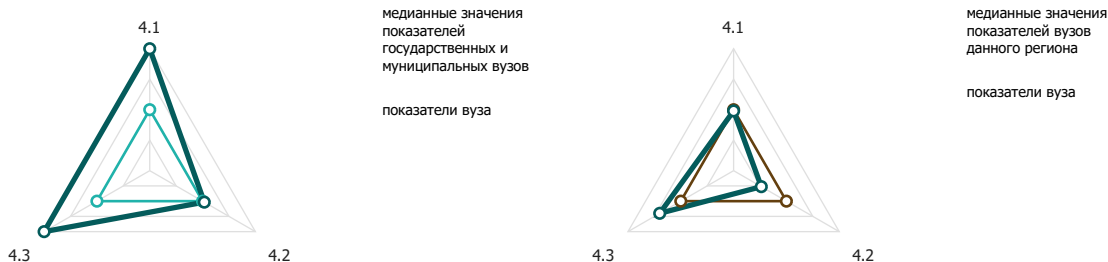 4.1
медианные значения
показателей
государственных и
муниципальных вузов
показатели вуза
4.3
4.2
4.1
медианные значения
показателей вузов
данного региона
показатели вуза
4.3
4.2